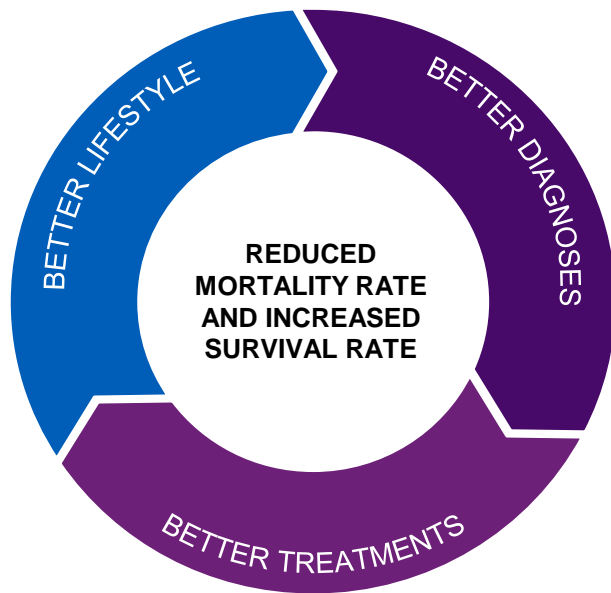 BETTER LIFESTYLE
BETTER DIAGNOSES
REDUCED
MORTALITY RATE
AND INCREASED
SURVIVAL RATE
BETTER TREATMENTS